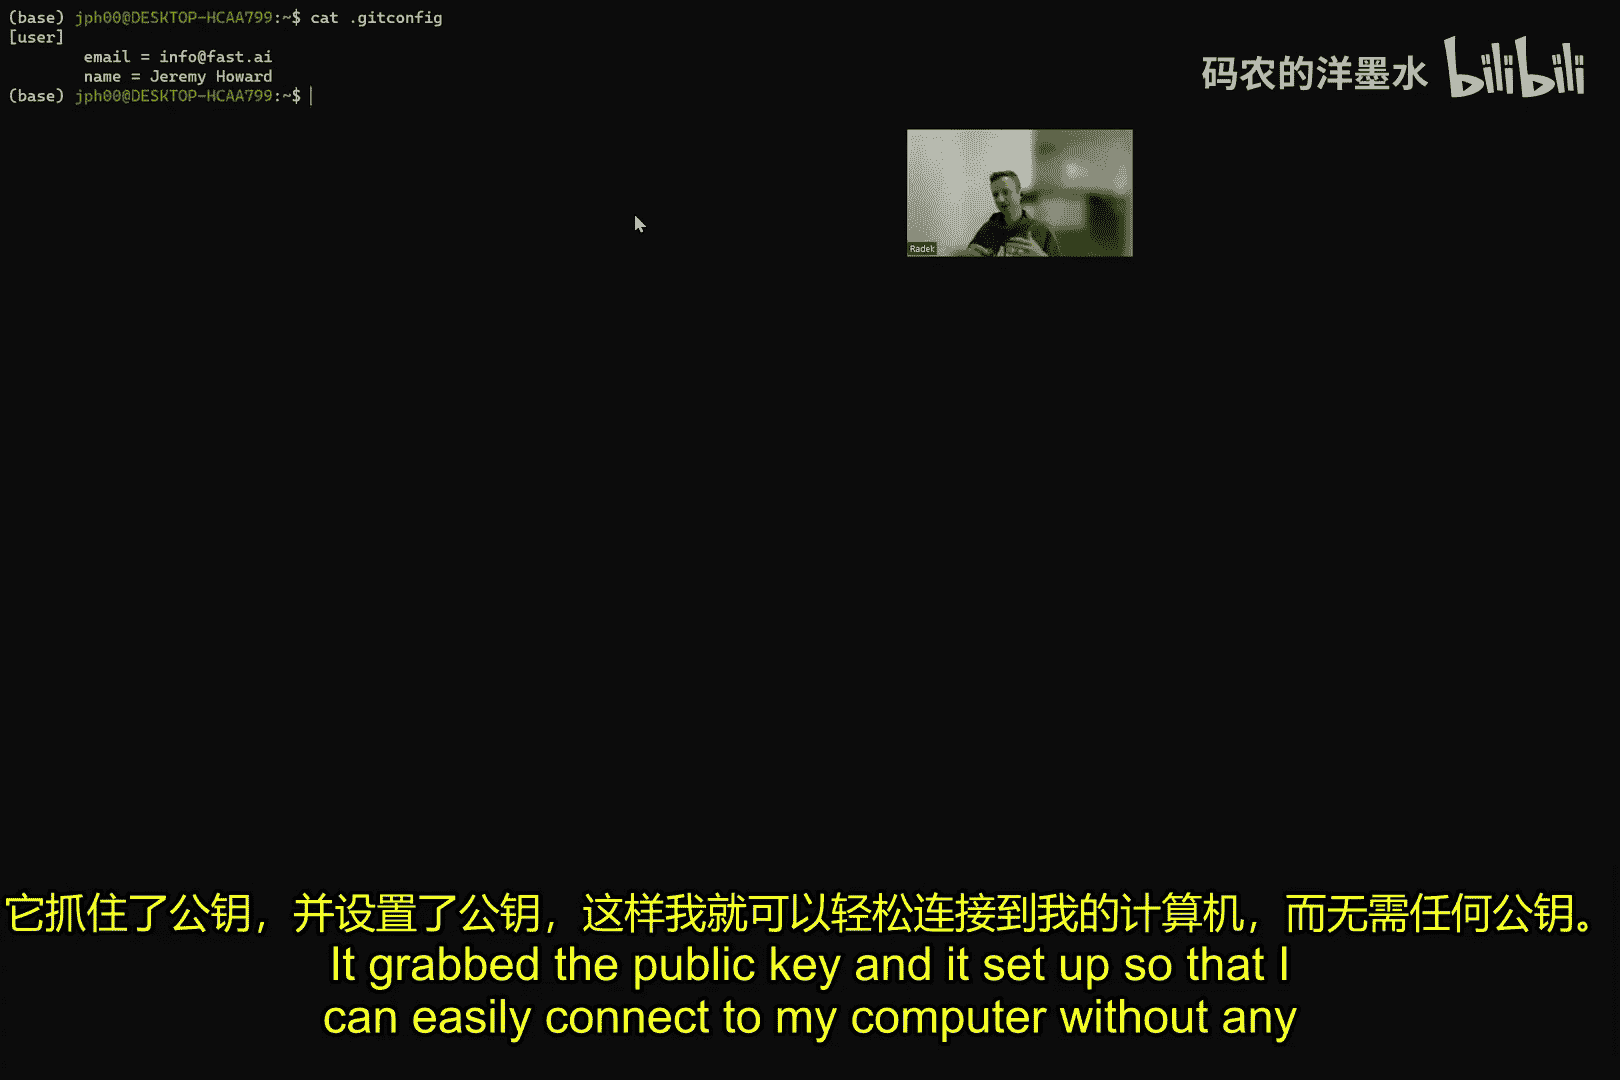 (base) jph00@DESKTOP-HCAA799:~$ cat .gitconfig
[user]
email = info@fast.ai
name = Jeremy Howard
(base) jph00@DESKTOP-HCAA799:~$
码农的洋墨水 bilibili
Radek
它抓住了公钥，并设置了公钥，这样我就可以轻松连接到我的计算机，而无需任何公钥。
It grabbed the public key and it set up so that I
can easily connect to my computer without any